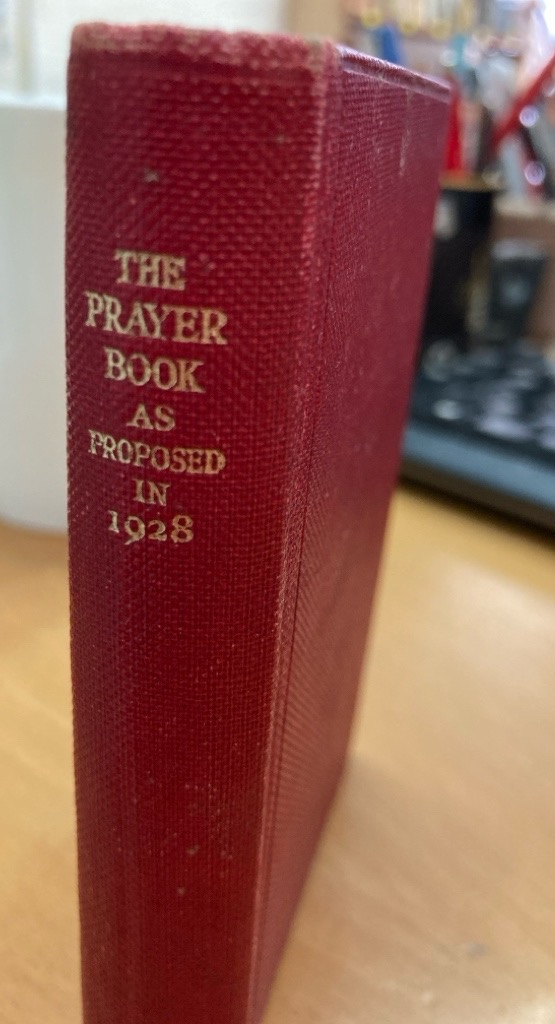 THE
PRAYER
BOOK
AS
PROPOSED
IN
1928